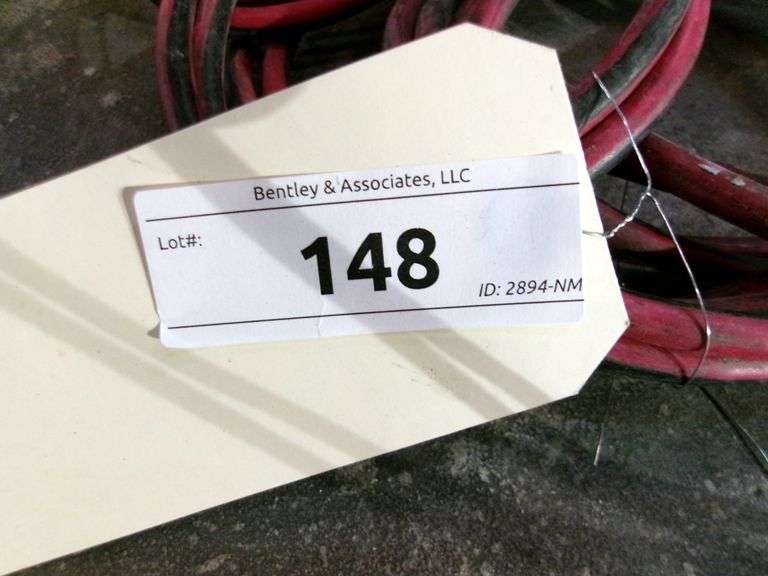 Bentley & Associates, LLC
Lot#:
148
ID: 2894-NM